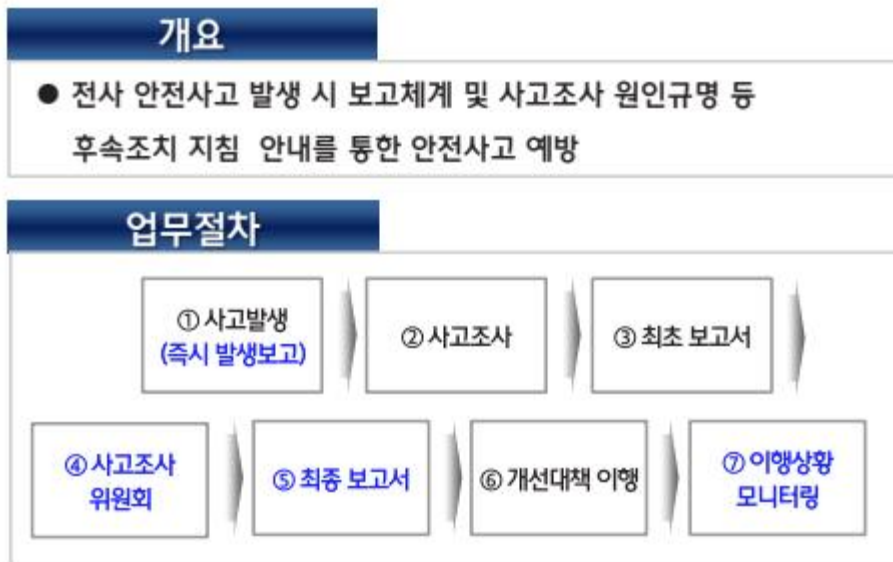 개요
● 전사 안전사고 발생 시 보고체계 및 사고조사 원인규명 등
후속조치 지침 안내를 통한 안전사고 예방
업무절차
① 사고발생
(즉시 발생보고)
② 사고조사
③ 최초 보고서
④ 사고조사
위원회
⑤ 최종 보고서
⑥ 개선대책 이행
⑦ 이행상황
모니터링